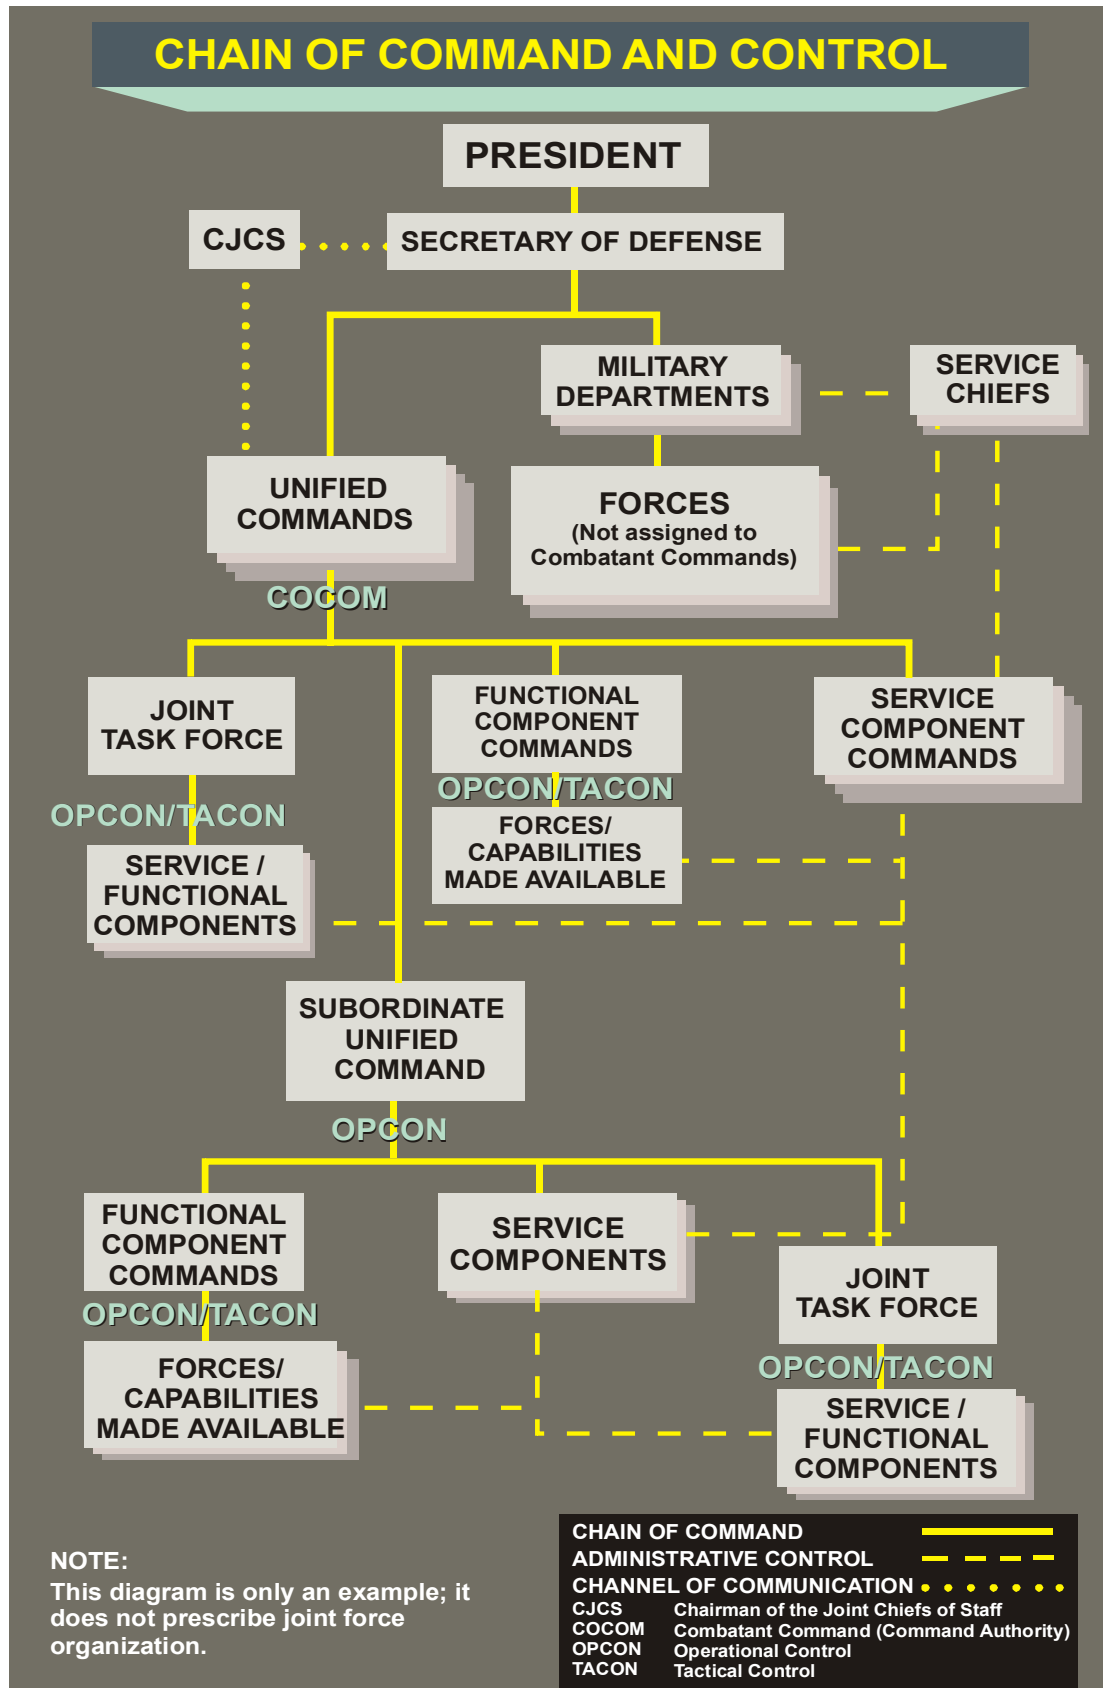 CHAIN OF COMMAND AND CONTROL
PRESIDENT
CJCS
SECRETARY OF DEFENSE
MILITARY
DEPARTMENTS
SERVICE
CHIEFS
UNIFIED
COMMANDS
FORCES
(Not assigned to
Combatant Commands)
COCOM
JOINT
TASK FORCE
FUNCTIONAL
COMPONENT
COMMANDS
SERVICE
COMPONENT
COMMANDS
OPCON/TACON
OPCON/TACON
FORCES/
CAPABILITIES
MADE AVAILABLE
SERVICE /
FUNCTIONAL
COMPONENTS
SUBORDINATE
UNIFIED
COMMAND
OPCON
FUNCTIONAL
COMPONENT
COMMANDS
SERVICE
COMPONENTS
JOINT
TASK FORCE
OPCON/TACON
FORCES/
CAPABILITIES
MADE AVAILABLE
OPCON/TACON
SERVICE /
FUNCTIONAL
COMPONENTS
NOTE:
This diagram is only an example; it
does not prescribe joint force
organization.
CHAIN OF COMMAND
ADMINISTRATIVE CONTROL
CHANNEL OF COMMUNICATION
CJCS Chairman of the Joint Chiefs of Staff
COCOM Combatant Command (Command Authority)
OPCON Operational Control
TACON Tactical Control